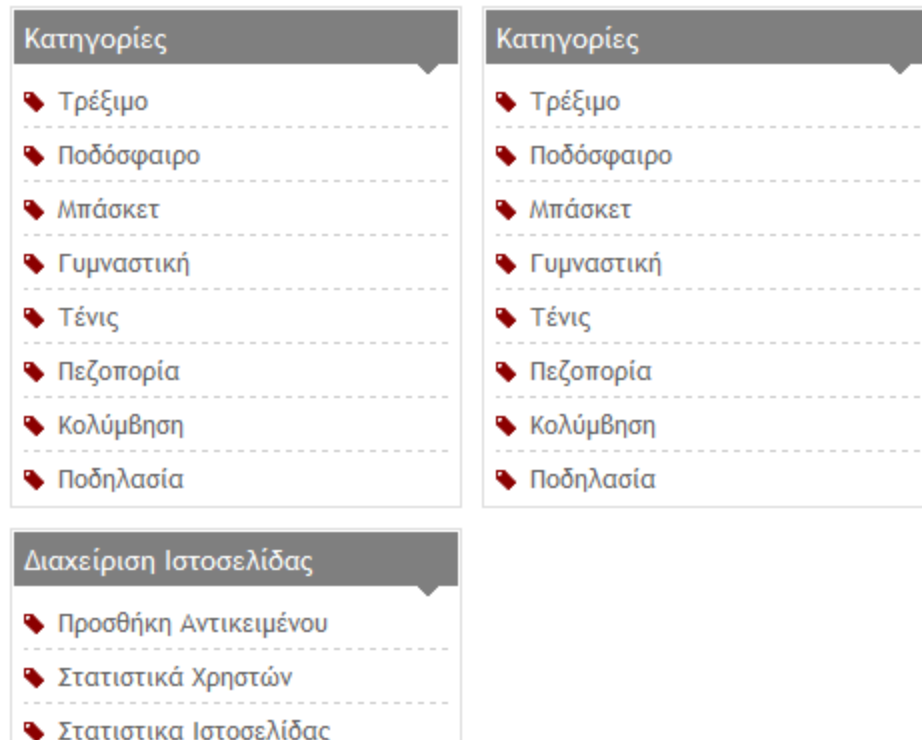 Κατηγορίες
Τρέξιμο
Ποδόσφαιρο
Μπάσκετ
Γυμναστική
Τένις
Πεζοπορία
Κολύμβηση
Ποδηλασία
Κατηγορίες
Τρέξιμο
Ποδόσφαιρο
Μπάσκετ
Γυμναστική
Τένις
Πεζοπορία
Κολύμβηση
Ποδηλασία
Διαχείριση Ιστοσελίδας
Προσθήκη Αντικειμένου
Στατιστικά Χρηστών
Στατιστικα Ιστοσελίδας